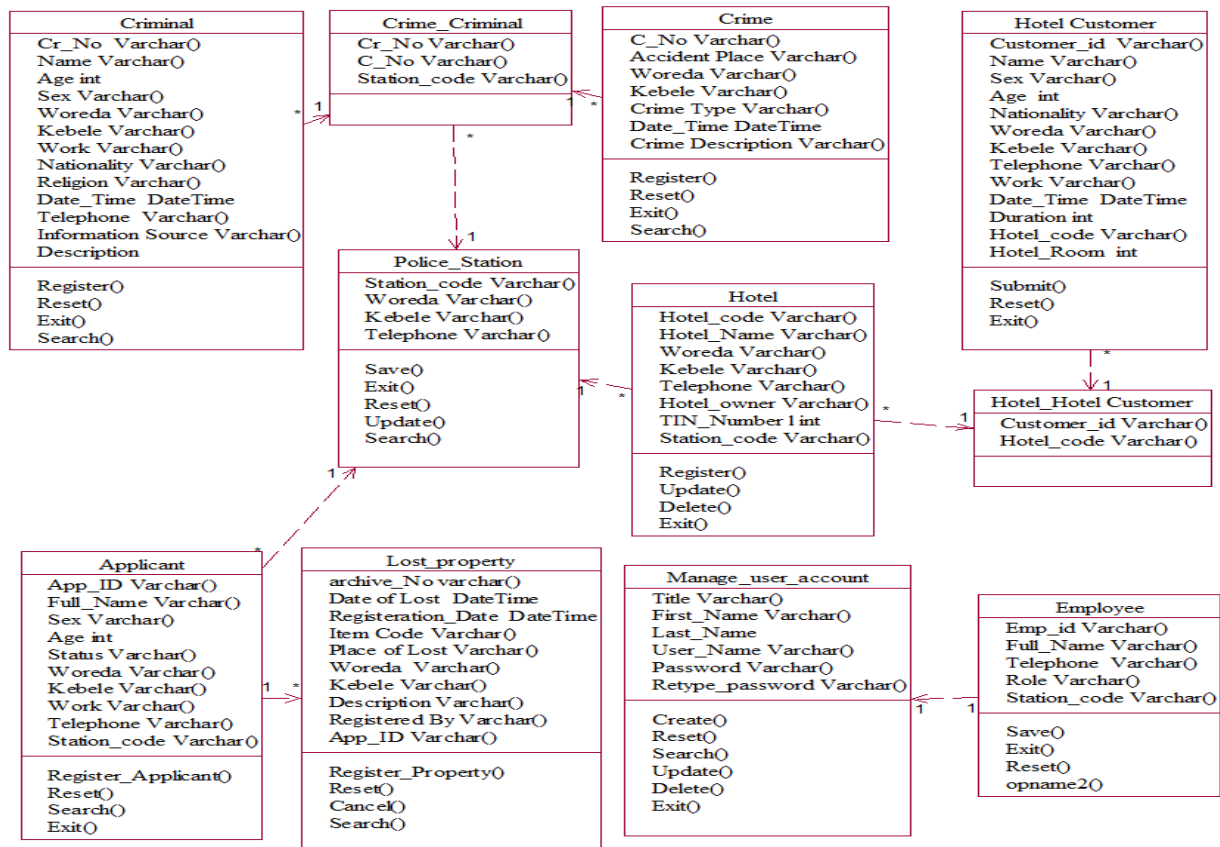 Criminal
Cr_No Varchar()
Name Varchar()
Age int
Sex Varchar()
Woreda Varchar()
Kebele Varchar()
Work Varchar()
Nationality Varchar()
Religion Varchar()
Date_Time DateTime
Telephone Varchar()
Information Source Varchar()
Description
Register()
Reset()
Exit()
Search()
* 1
Crime_Criminal
Cr_No Varchar()
C_No Varchar()
Station_code Varchar()
1 *
Crime
C_No Varchar()
Accident Place Varchar()
Woreda Varchar()
Kebele Varchar()
Crime Type Varchar()
Date_Time DateTime
Crime Description Varchar()
Register()
Reset()
Exit()
Search()
Hotel Customer
Customer_id Varchar()
Name Varchar()
Sex Varchar()
Age int
Nationality Varchar()
Woreda Varchar()
Kebele Varchar()
Telephone Varchar()
Work Varchar()
Date_Time DateTime
Duration int
Hotel_code Varchar()
Hotel_Room int
Submit()
Reset()
Exit()
*
1
*
1
Police_Station
Station_code Varchar()
Woreda Varchar()
Kebele Varchar()
Telephone Varchar()
Save()
Exit()
Reset()
Update()
Search()
1 *
Hotel
Hotel_code Varchar()
Hotel_Name Varchar()
Woreda Varchar()
Kebele Varchar()
Telephone Varchar()
Hotel_owner Varchar()
TIN_Number l int
Station_code Varchar()
Register()
Update()
Delete()
Exit()
* 1
Hotel_Hotel Customer
Customer_id Varchar()
Hotel_code Varchar()
1
*
Applicant
App_ID Varchar()
Full_Name Varchar()
Sex Varchar()
Age int
Status Varchar()
Woreda Varchar()
Kebele Varchar()
Work Varchar()
Telephone Varchar()
Station_code Varchar()
Register_Applicant()
Reset()
Search()
Exit()
1 *
Lost_property
archive_No varchar()
Date of Lost DateTime
Registeration_Date DateTime
Item Code Varchar()
Place of Lost Varchar()
Woreda Varchar()
Kebele Varchar()
Description Varchar()
Registered By Varchar()
App_ID Varchar()
Register_Property()
Reset()
Cancel()
Search()
Manage_user_account
Title Varchar()
First_Name Varchar()
Last_Name
User_Name Varchar()
Password Varchar()
Retype_password Varchar()
Create()
Reset()
Search()
Update()
Delete()
Exit()
1 1
Employee
Emp_id Varchar()
Full_Name Varchar()
Telephone Varchar()
Role Varchar()
Station_code Varchar()
Save()
Exit()
Reset()
opname2()